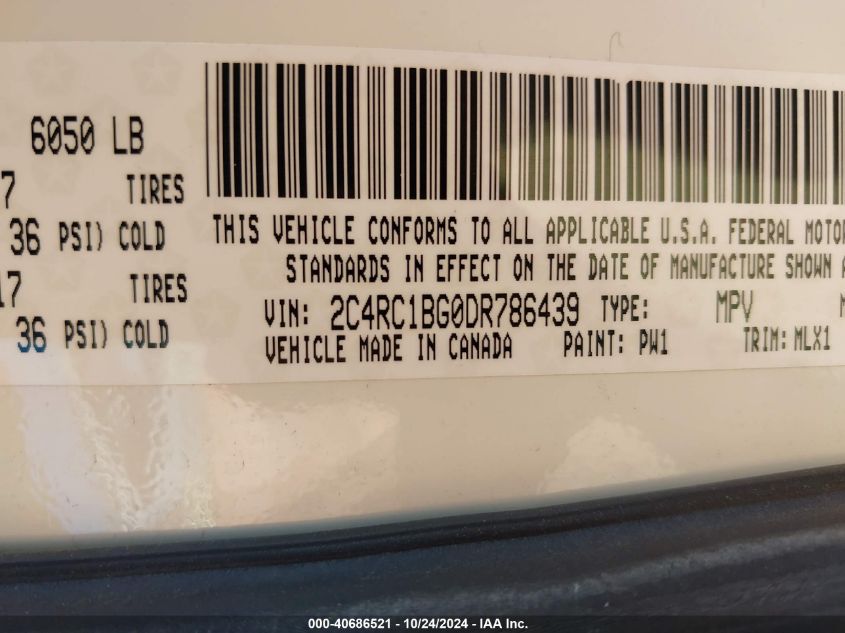 6050 LB
7 TIRES
36 PSI) COLD
17 TIRES
36 PSI) COLD
THIS VEHICLE CONFORMS TO ALL APPLICABLE U.S.A. FEDERAL MOTOR
STANDARDS IN EFFECT ON THE DATE OF MANUFACTURE SHOWN A
VIN: 2C4RC1BG0DR786439 TYPE: MPV M
VEHICLE MADE IN CANADA PAINT: PW1 TRIM: MLX1
000-40686521 - 10/24/2024 - IAA Inc.